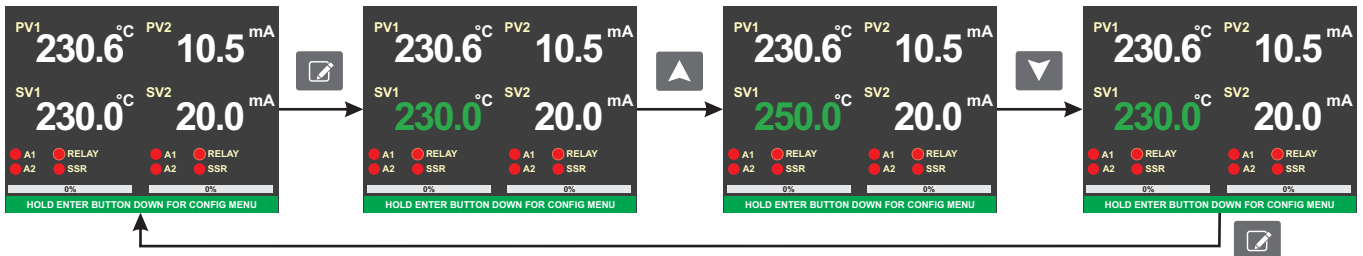 PV1 °C PV2 mA
230.6 10.5
SV1 °C SV2 mA
230.0 20.0
A1 RELAY A1 RELAY
A2 SSR A2 SSR
0% 0%
HOLD ENTER BUTTON DOWN FOR CONFIG MENU
PV1 °C PV2 mA
230.6 10.5
SV1 °C SV2 mA
230.0 20.0
A1 RELAY A1 RELAY
A2 SSR A2 SSR
0% 0%
HOLD ENTER BUTTON DOWN FOR CONFIG MENU
PV1 °C PV2 mA
230.6 10.5
SV1 °C SV2 mA
250.0 20.0
A1 RELAY A1 RELAY
A2 SSR A2 SSR
0% 0%
HOLD ENTER BUTTON DOWN FOR CONFIG MENU
PV1 °C PV2 mA
230.6 10.5
SV1 °C SV2 mA
230.0 20.0
A1 RELAY A1 RELAY
A2 SSR A2 SSR
0% 0%
HOLD ENTER BUTTON DOWN FOR CONFIG MENU